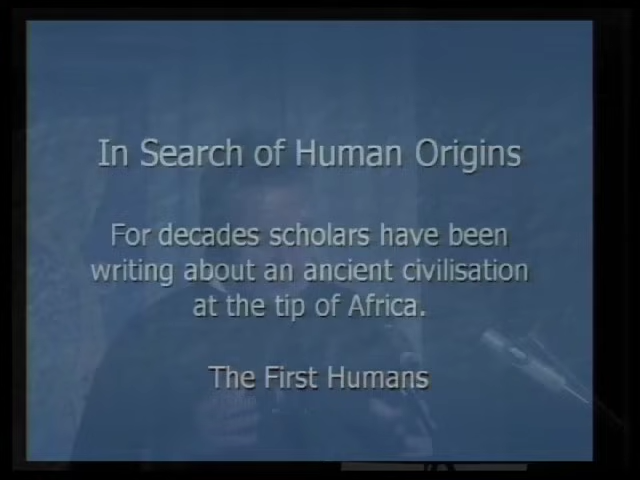 In Search of Human Origins
For decades scholars have been
writing about an ancient civilisation
at the tip of Africa.
The First Humans